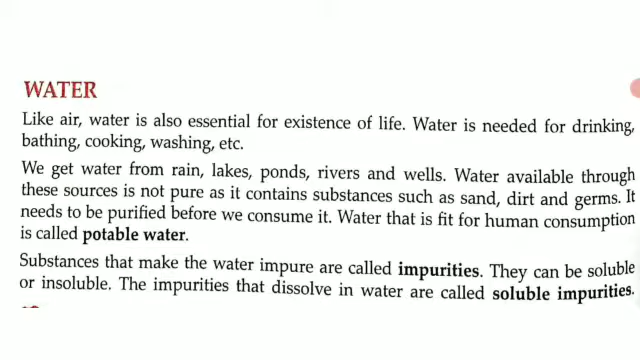 WATER
Like air, water is also essential for existence of life. Water is needed for drinking,
bathing, cooking, washing, etc.
We get water from rain, lakes, ponds, rivers and wells. Water available through
these sources is not pure as it contains substances such as sand, dirt and germs. It
needs to be purified before we consume it. Water that is fit for human consumption
is called potable water.
Substances that make the water impure are called impurities. They can be soluble
or insoluble. The impurities that dissolve in water are called soluble impurities.